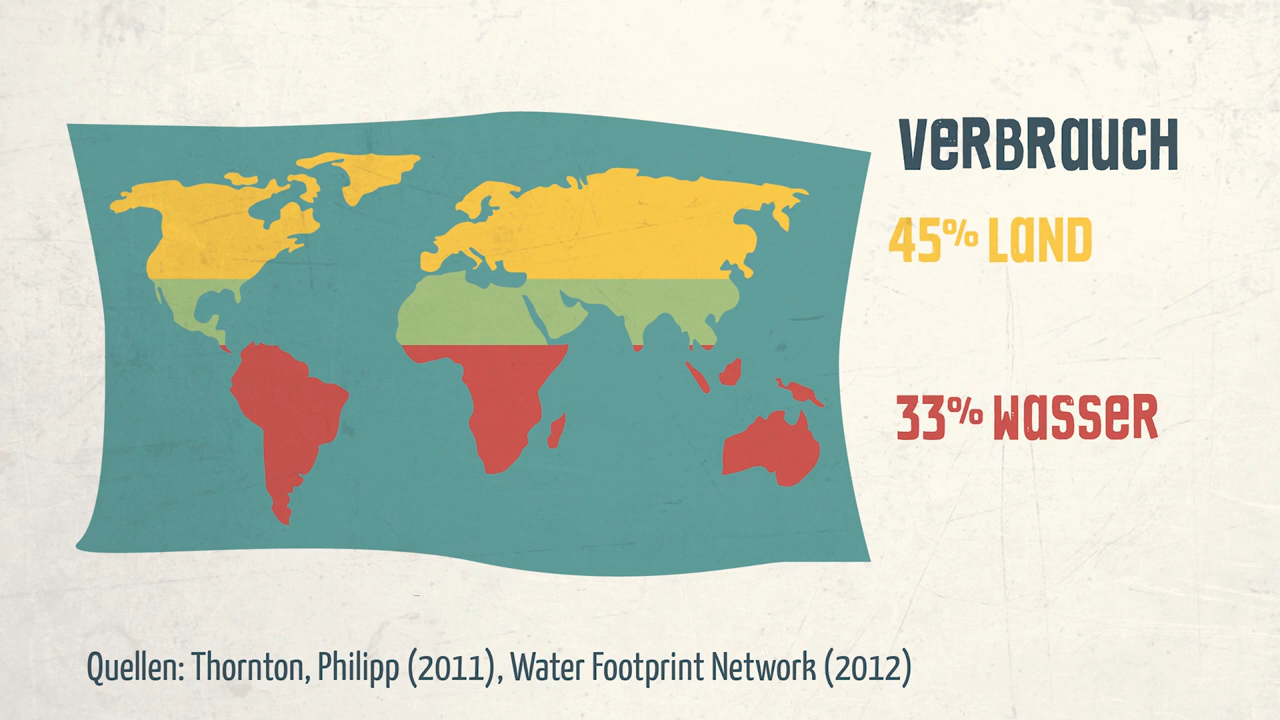 VERBRAUCH
45% LAND
33% WASSER
Quellen: Thornton, Philipp (2011), Water Footprint Network (2012)